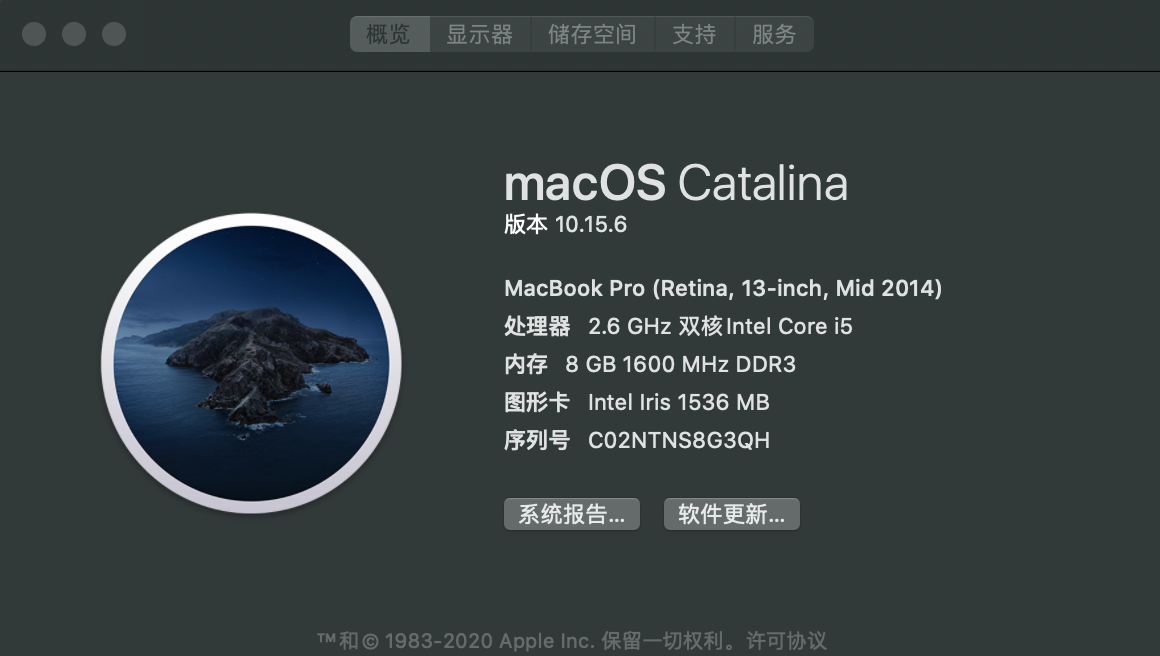 概览 显示器 储存空间 支持 服务
macOS Catalina
版本 10.15.6
MacBook Pro (Retina, 13-inch, Mid 2014)
处理器 2.6 GHz 双核Intel Core i5
内存 8 GB 1600 MHz DDR3
图形卡 Intel Iris 1536 MB
序列号 C02NTNS8G3QH
系统报告... 软件更新...
™和© 1983-2020 Apple Inc. 保留一切权利。许可协议